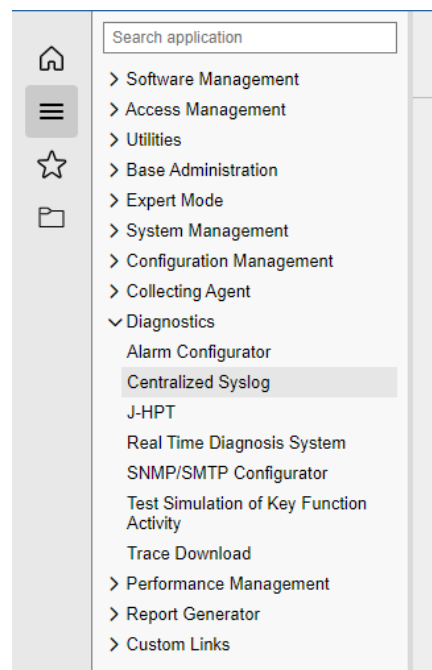 Search application
Software Management
Access Management
Utilities
Base Administration
Expert Mode
System Management
Configuration Management
Collecting Agent
Diagnostics
Alarm Configurator
Centralized Syslog
J-HPT
Real Time Diagnosis System
SNMP/SMTP Configurator
Test Simulation of Key Function
Activity
Trace Download
Performance Management
Report Generator
Custom Links